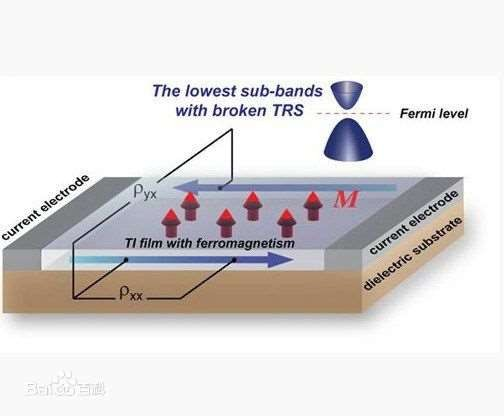 The lowest sub-bands
with broken TRS
Fermi level
current electrode
ρyx
M
TI film with ferromagnetism
current electrode
dielectric substrate
ρxx
Bai百科